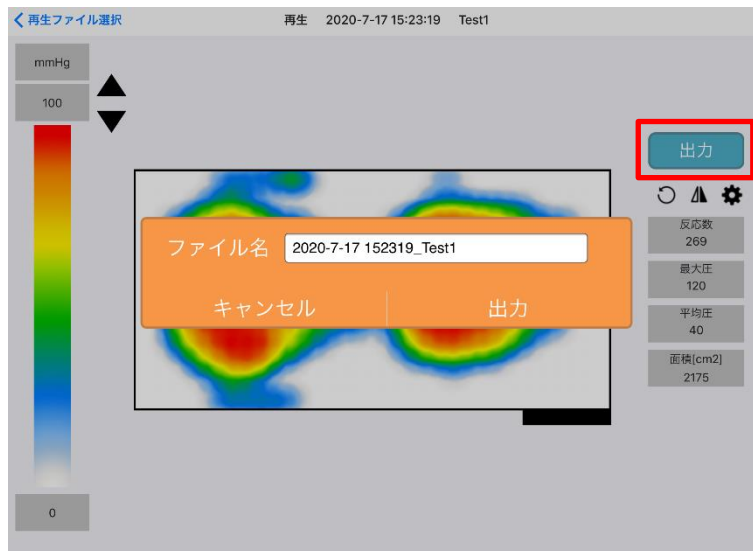 再生ファイル選択
再生 2020-7-17 15:23:19 Test1
mmHg
100
出力
反応数
269
最大圧
120
平均圧
40
面積[cm2]
2175
ファイル名 2020-7-17 152319_Test1
キャンセル 出力
0